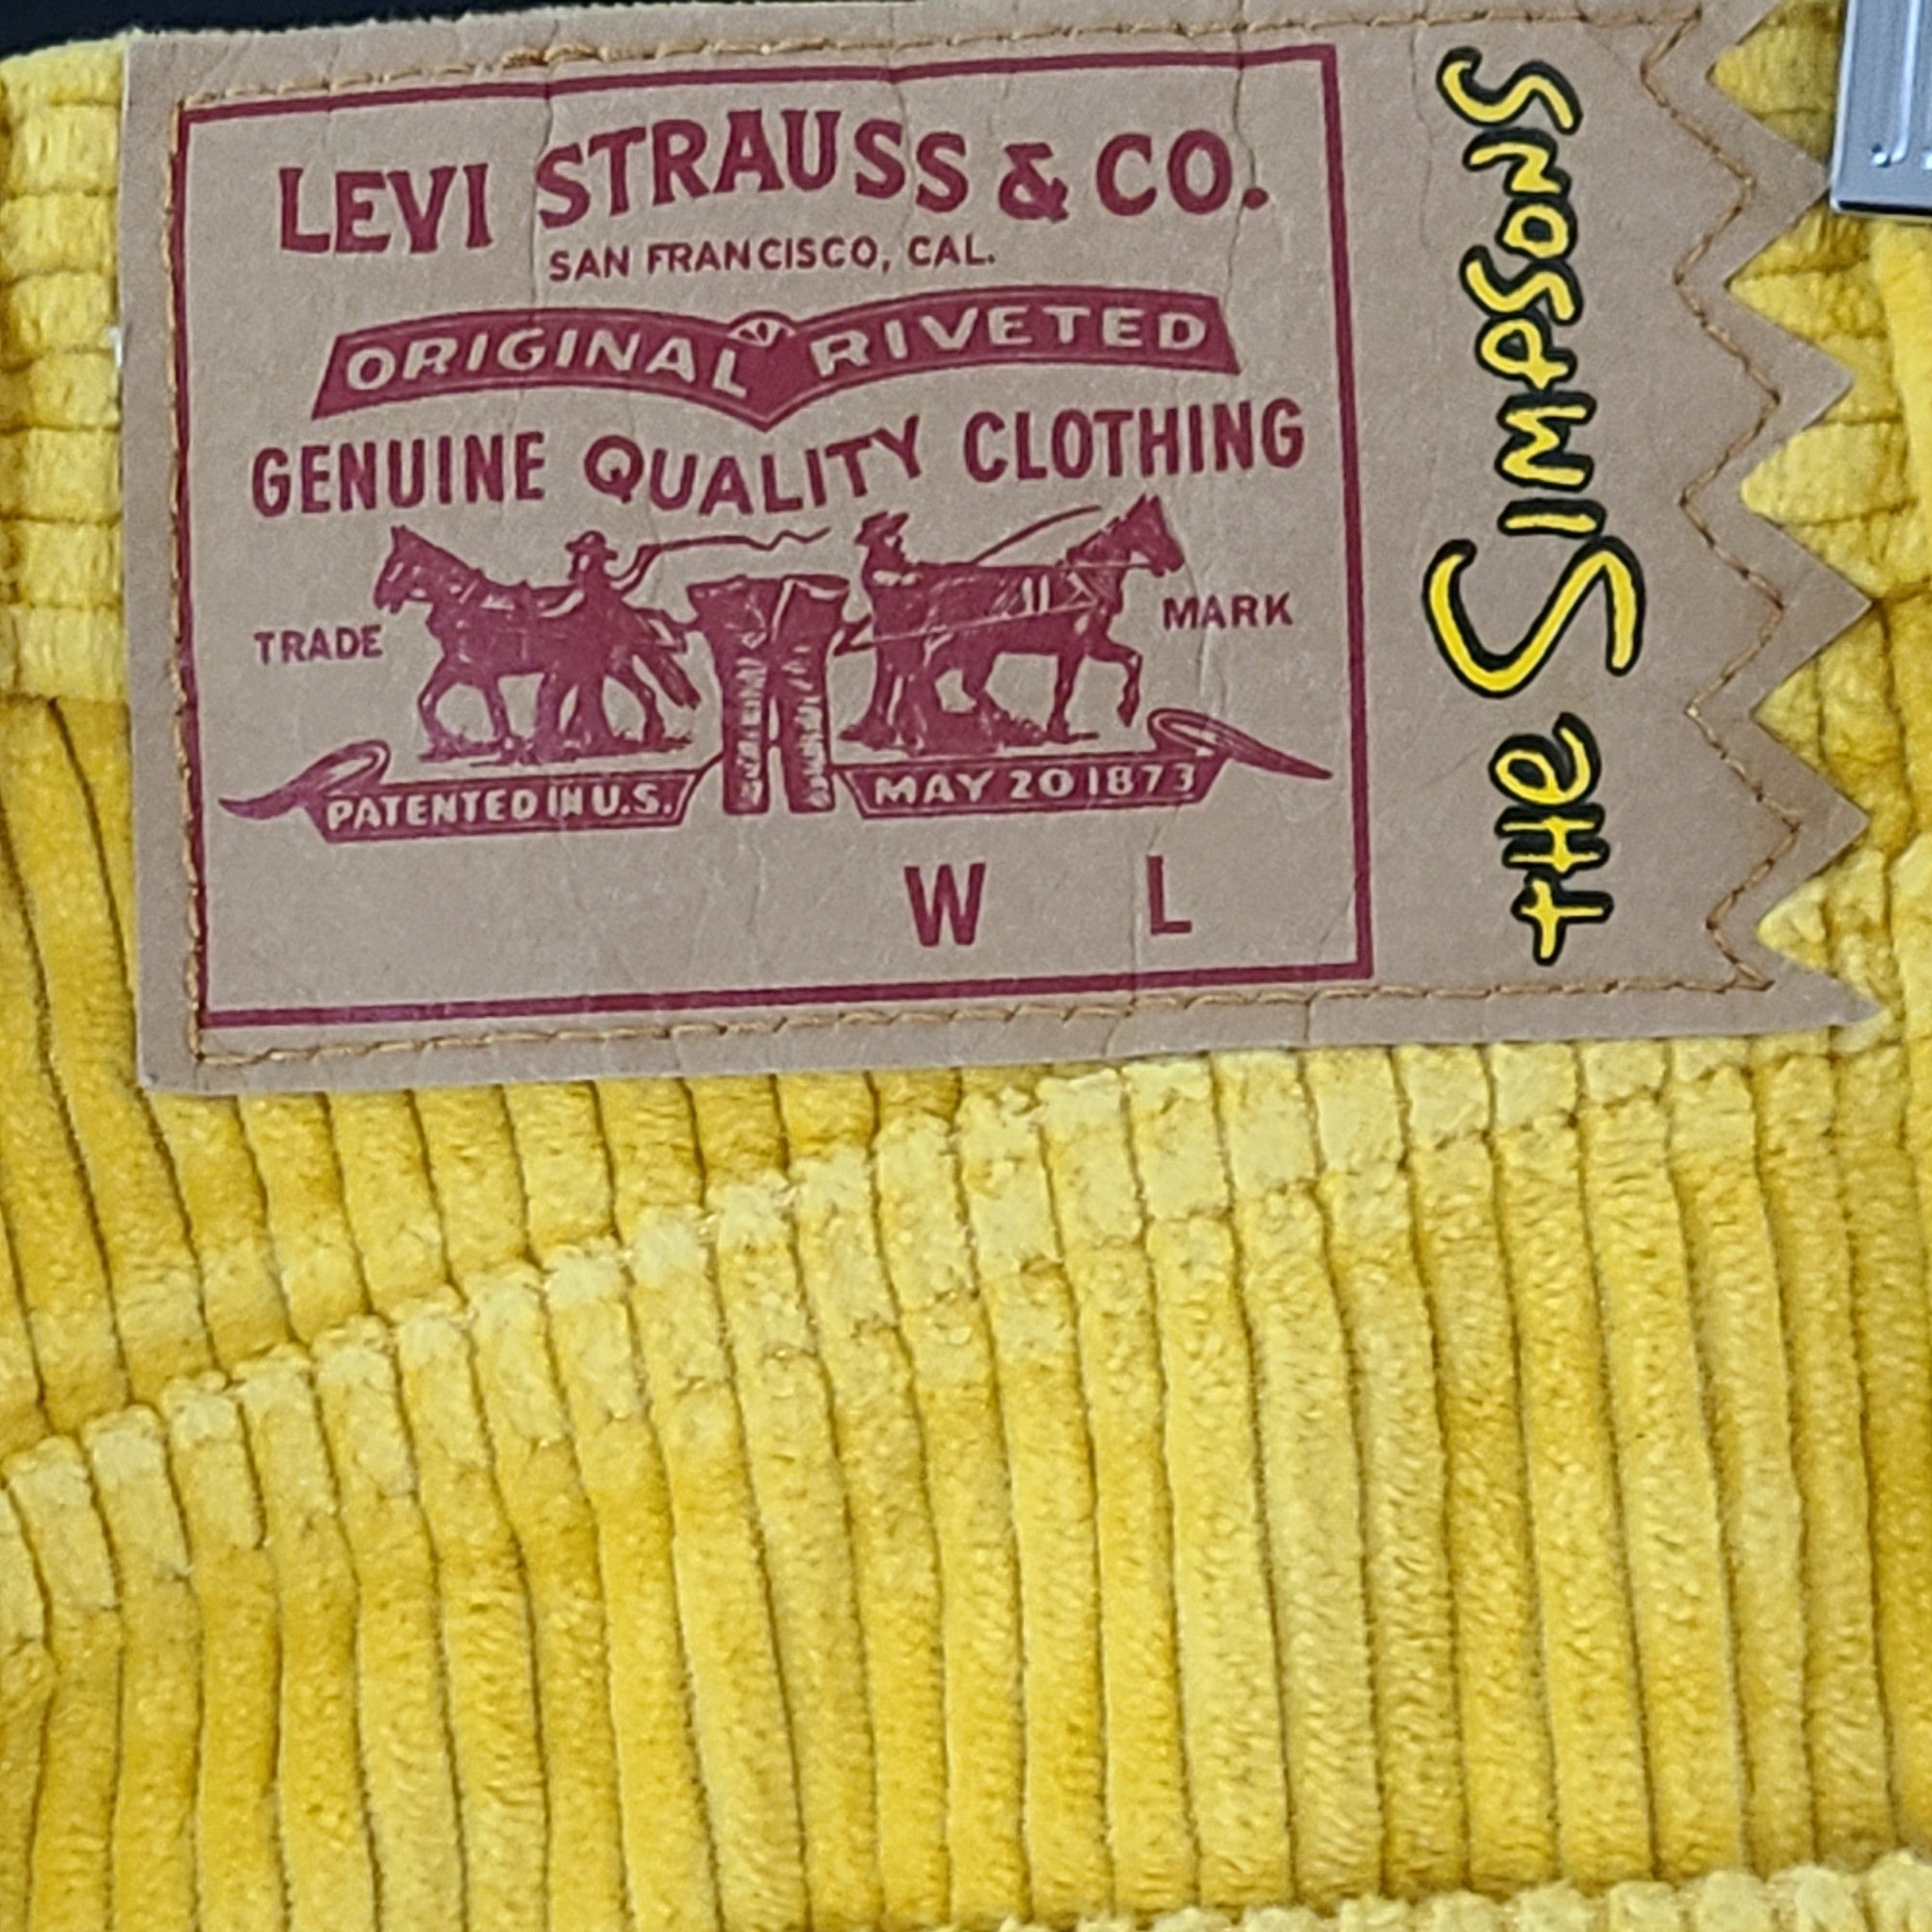 LEVI STRAUSS & CO.
SAN FRANCISCO, CAL.
ORIGINAL RIVETED
GENUINE QUALITY CLOTHING
TRADE MARK
PATENTED IN U.S. MAY 20 1873
W L
THE SIMPSONS